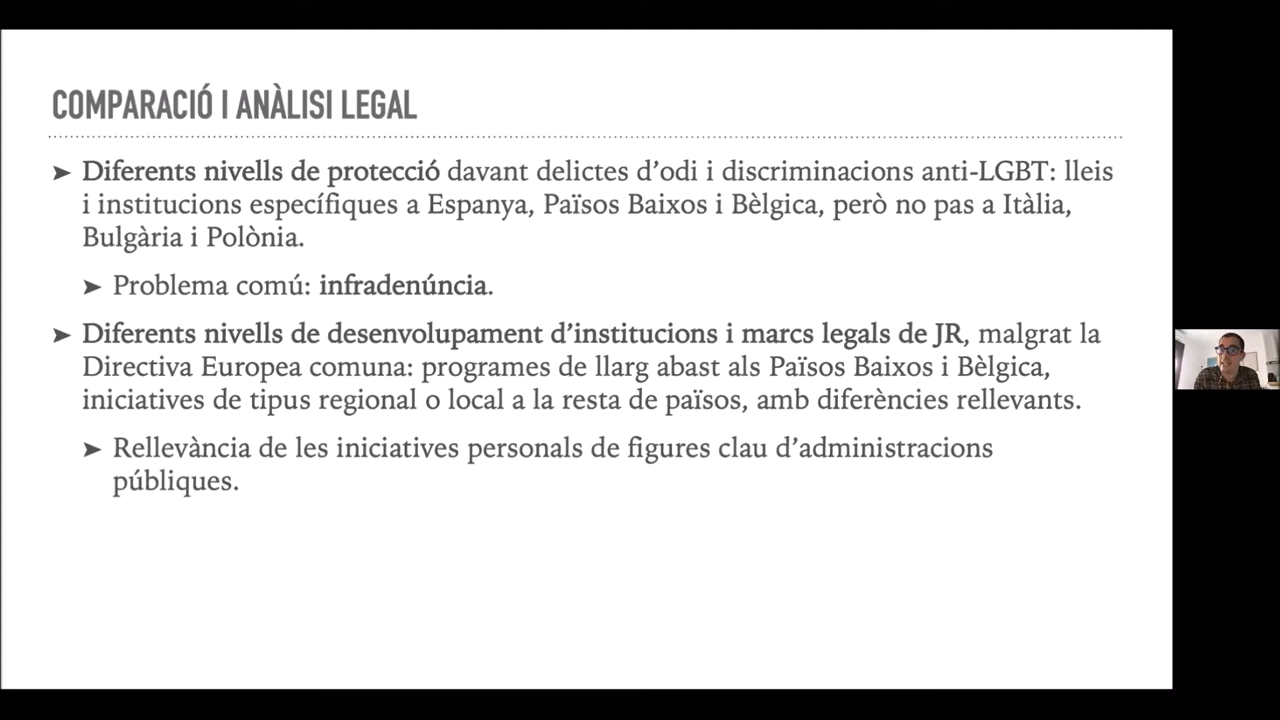 COMPARACIÓ I ANÀLISI LEGAL
➤ Diferents nivells de protecció davant delictes d’odi i discriminacions anti-LGBT: lleis
i institucions específiques a Espanya, Països Baixos i Bèlgica, però no pas a Itàlia,
Bulgària i Polònia.
➤ Problema comú: infradenúncia.
➤ Diferents nivells de desenvolupament d’institucions i marcs legals de JR, malgrat la
Directiva Europea comuna: programes de llarg abast als Països Baixos i Bèlgica,
iniciatives de tipus regional o local a la resta de països, amb diferències rellevants.
➤ Rellevància de les iniciatives personals de figures clau d’administracions
públiques.